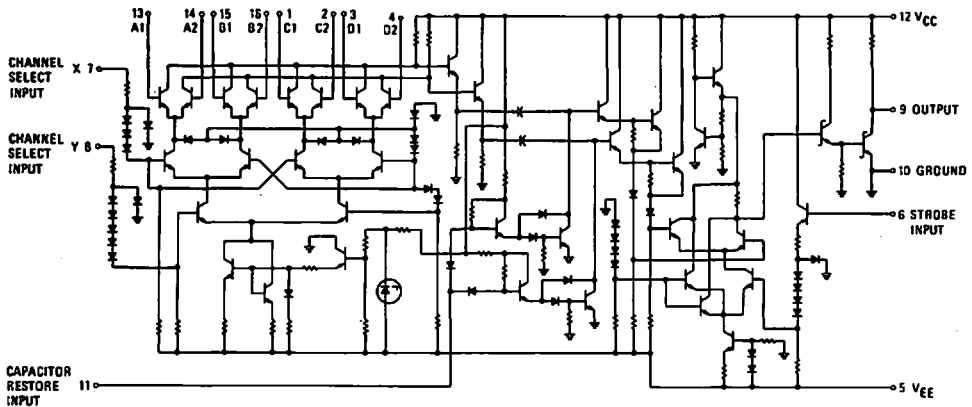 13 A1
14 A2
15 B1
16 B2
1 C1
2 C2
3 D1
4 D2
12 VCC
CHANNEL
SELECT
INPUT
X 7
9 OUTPUT
CHANNEL
SELECT
INPUT
Y 8
10 GROUND
6 STROBE
INPUT
CAPACITOR
RESTORE
INPUT
11
5 VEE